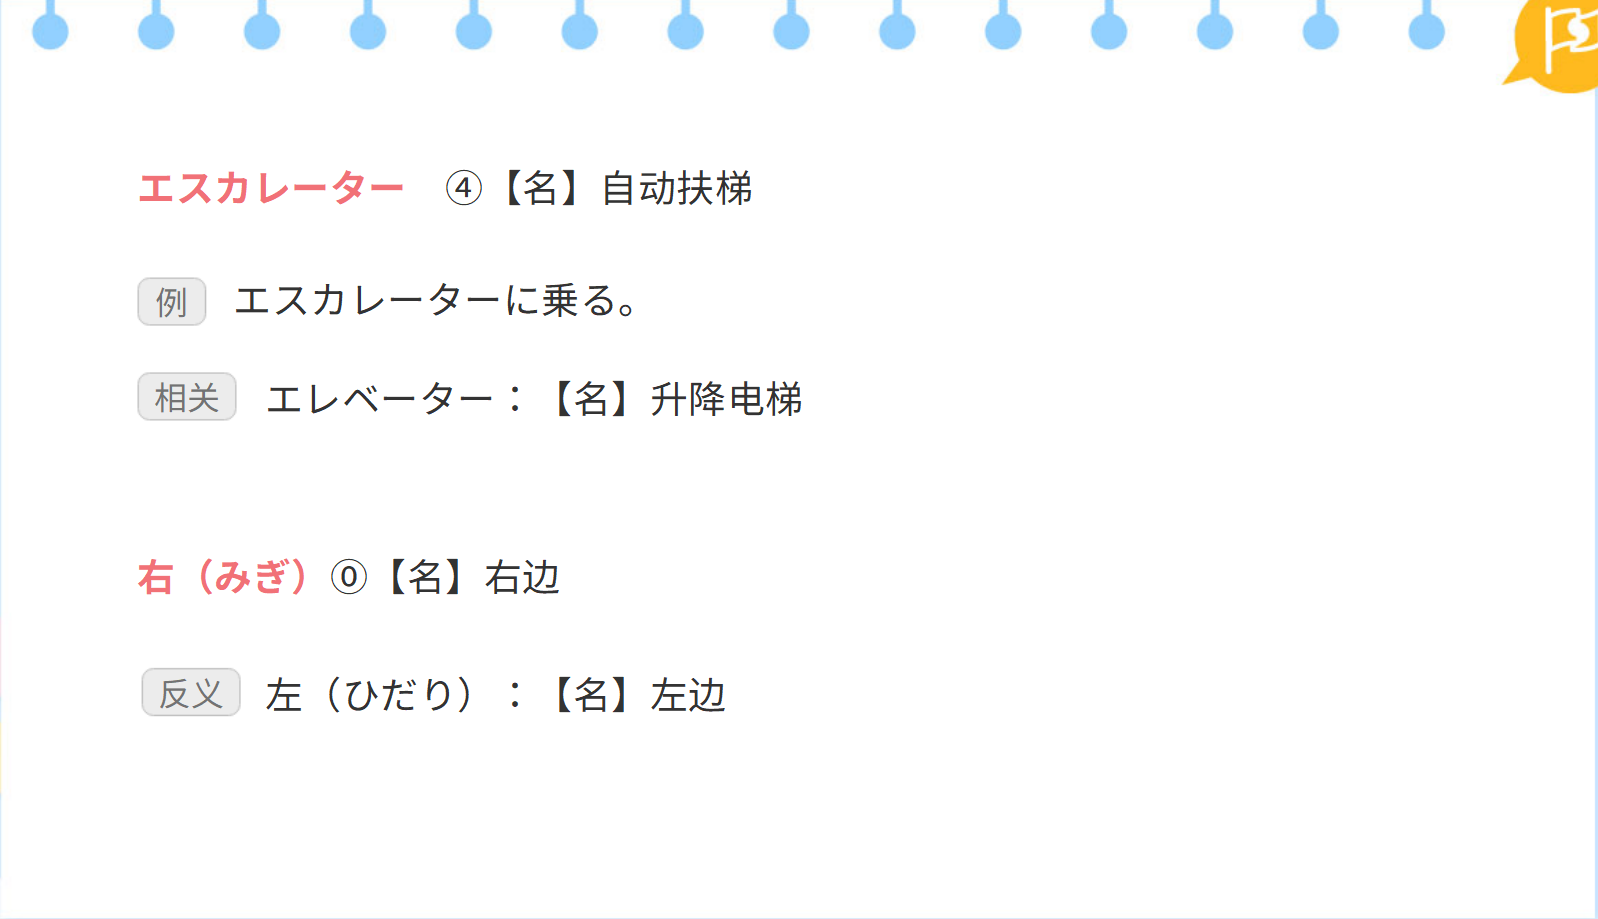 エスカレーター ④【名】自动扶梯
例 エスカレーターに乗る。
相关 エレベーター：【名】升降电梯
右（みぎ）⓪【名】右边
反义 左（ひだり）：【名】左边